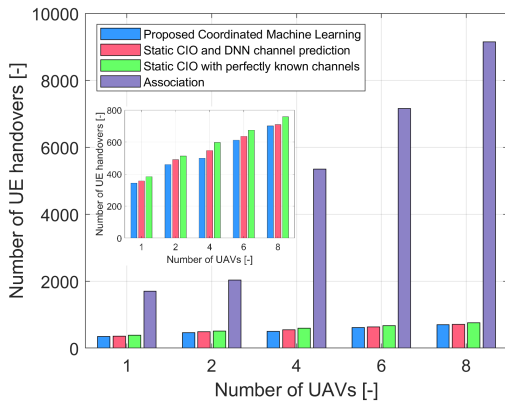 Number of UE handovers [-]
10000
8000
6000
4000
2000
0
Proposed Coordinated Machine Learning
Static CIO and DNN channel prediction
Static CIO with perfectly known channels
Association
Number of UE handovers [-]
800
600
400
200
0
1 2 4 6 8
Number of UAVs [-]
1 2 4 6 8
Number of UAVs [-]